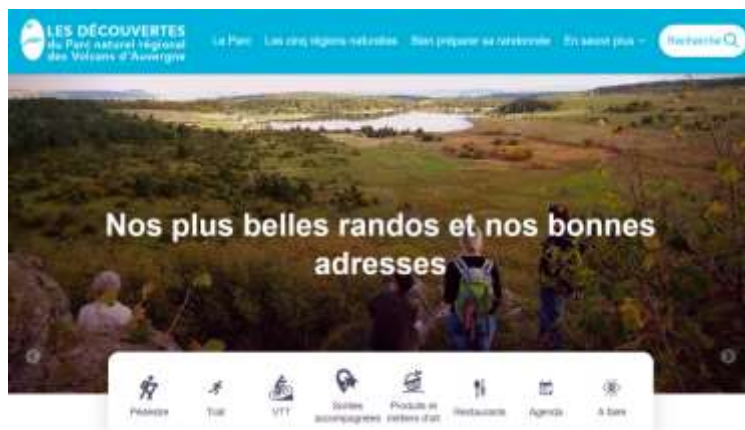 LES DÉCOUVERTES
du Parc naturel régional
des Volcans d'Auvergne
Le Parc Les cinq régions naturelles Bien préparer sa randonnée En savoir plus Recherche
Nos plus belles randos et nos bonnes
adresses
Pédestre Trail VTT Sorties accompagnées Produits et métiers d'art Restaurants Agenda A faire